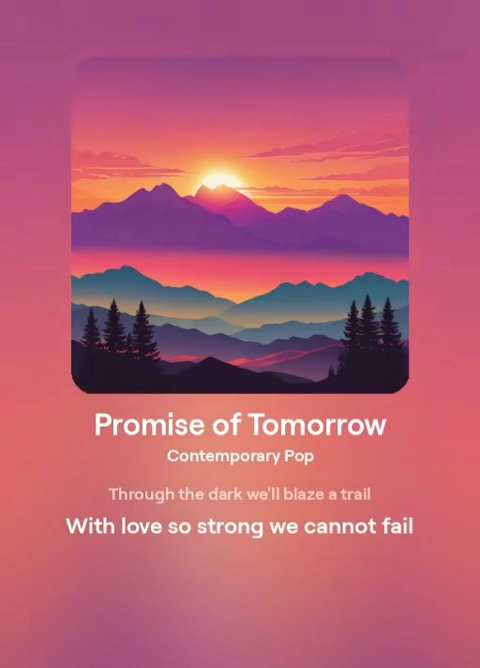 Promise of Tomorrow
Contemporary Pop
Through the dark we'll blaze a trail
With love so strong we cannot fail